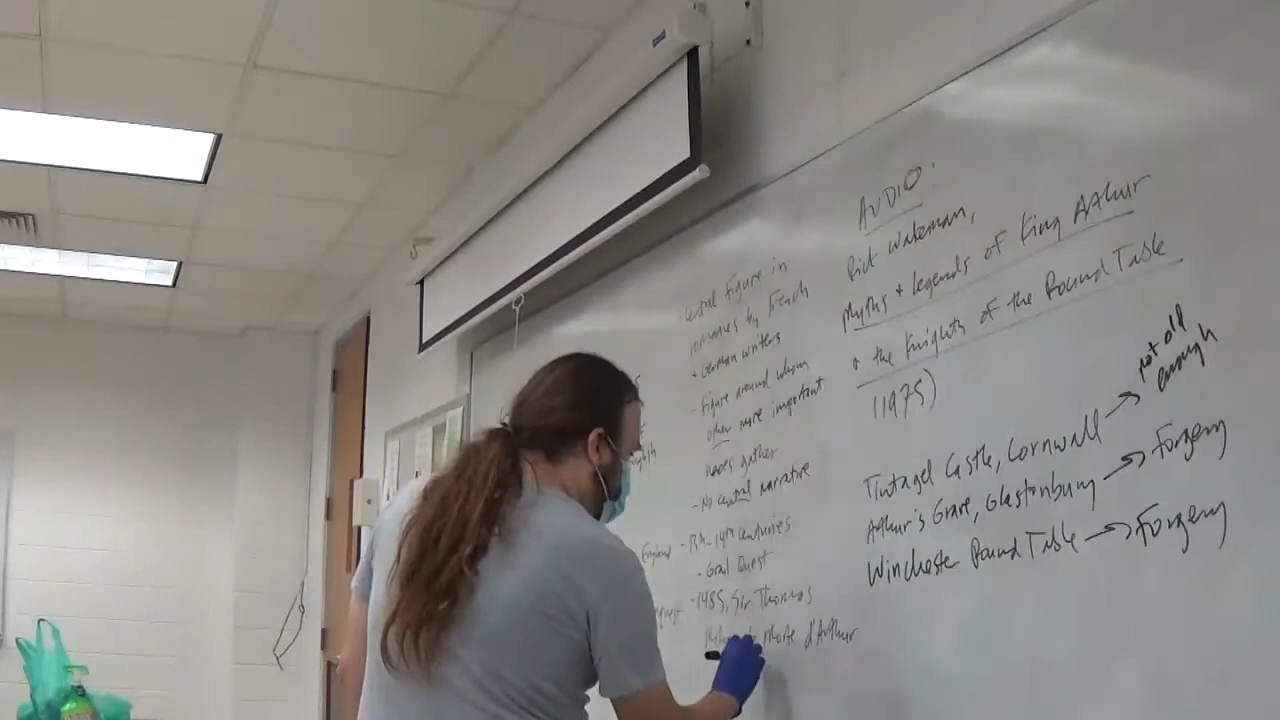 England
central figure in
romances by French
+ German writers
- Figure around whom
other more important
gather
- No central narrative
- 14th centuries
- Grail Quest
- 1485, Sir Thomas
Morte d'Arthur
AUDIO:
Rick Wakeman,
Myths + Legends of King Arthur
+ the Knights of the Round Table
(1975)
Tintagel Castle, Cornwall → not old
enough
Arthur's Grave, Glastonbury → Forgery
Winchester Round Table → Forgery